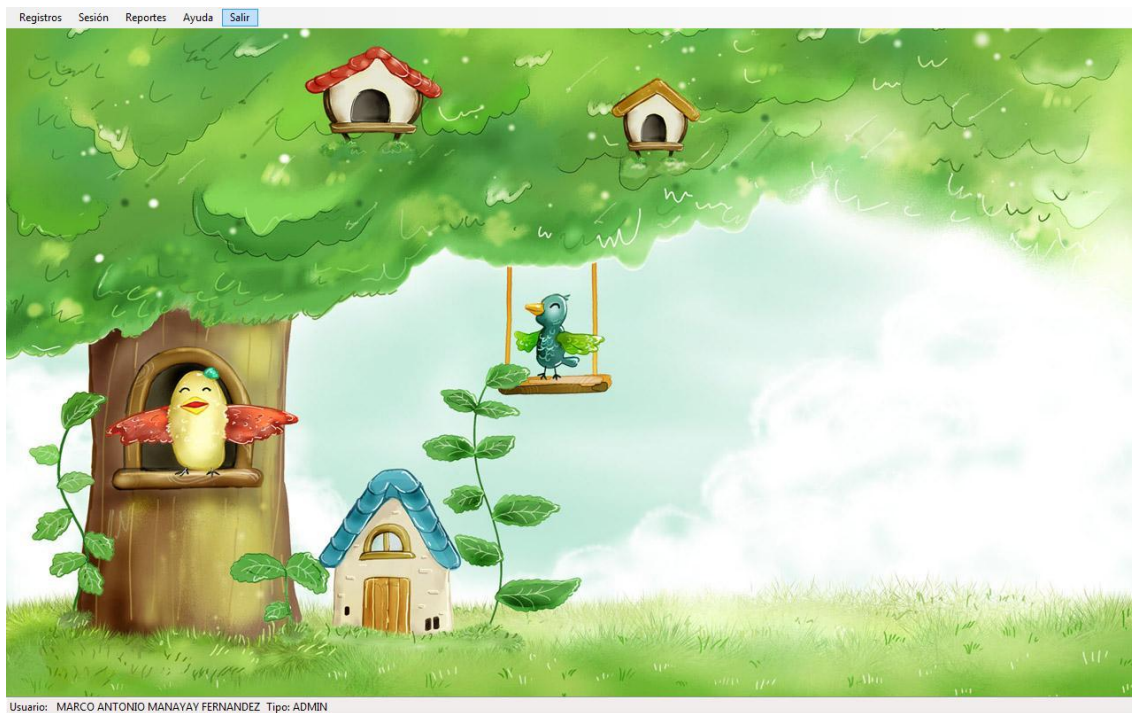 Registros Sesión Reportes Ayuda Salir
Usuario: MARCO ANTONIO MANAYAY FERNANDEZ Tipo: ADMIN